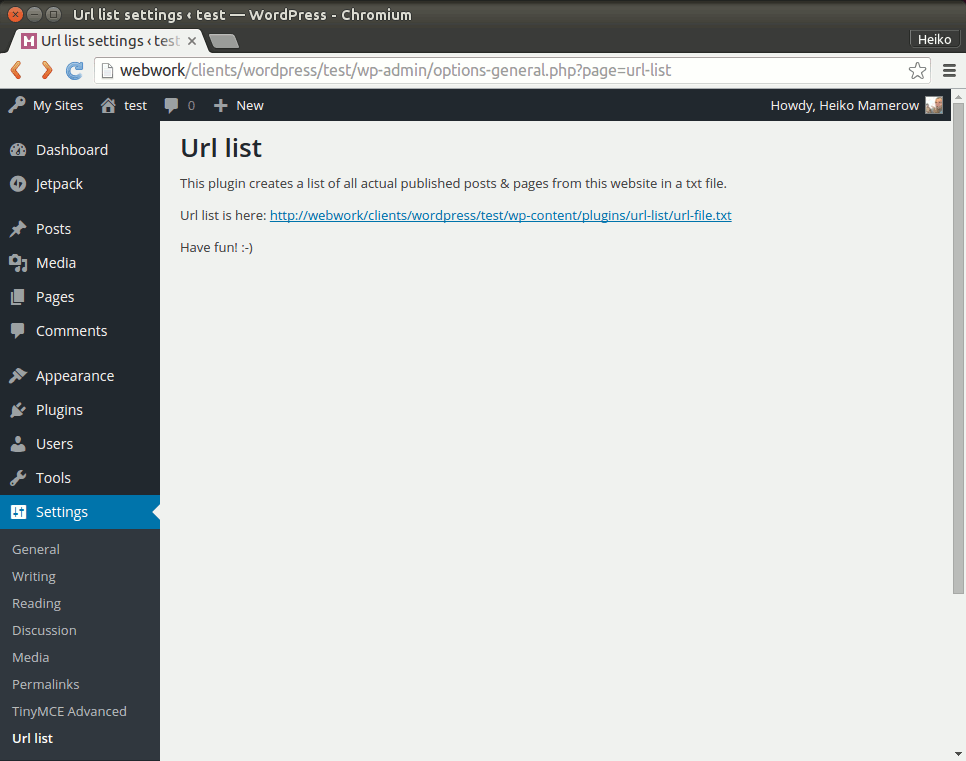 Url list settings ‹ test — WordPress - Chromium
Url list settings ‹ test
Heiko
webwork/clients/wordpress/test/wp-admin/options-general.php?page=url-list
My Sites test 0 New Howdy, Heiko Mamerow
Dashboard
Jetpack
Posts
Media
Pages
Comments
Appearance
Plugins
Users
Tools
Settings
General
Writing
Reading
Discussion
Media
Permalinks
TinyMCE Advanced
Url list
Url list
This plugin creates a list of all actual published posts & pages from this website in a txt file.
Url list is here: http://webwork/clients/wordpress/test/wp-content/plugins/url-list/url-file.txt
Have fun! :-)